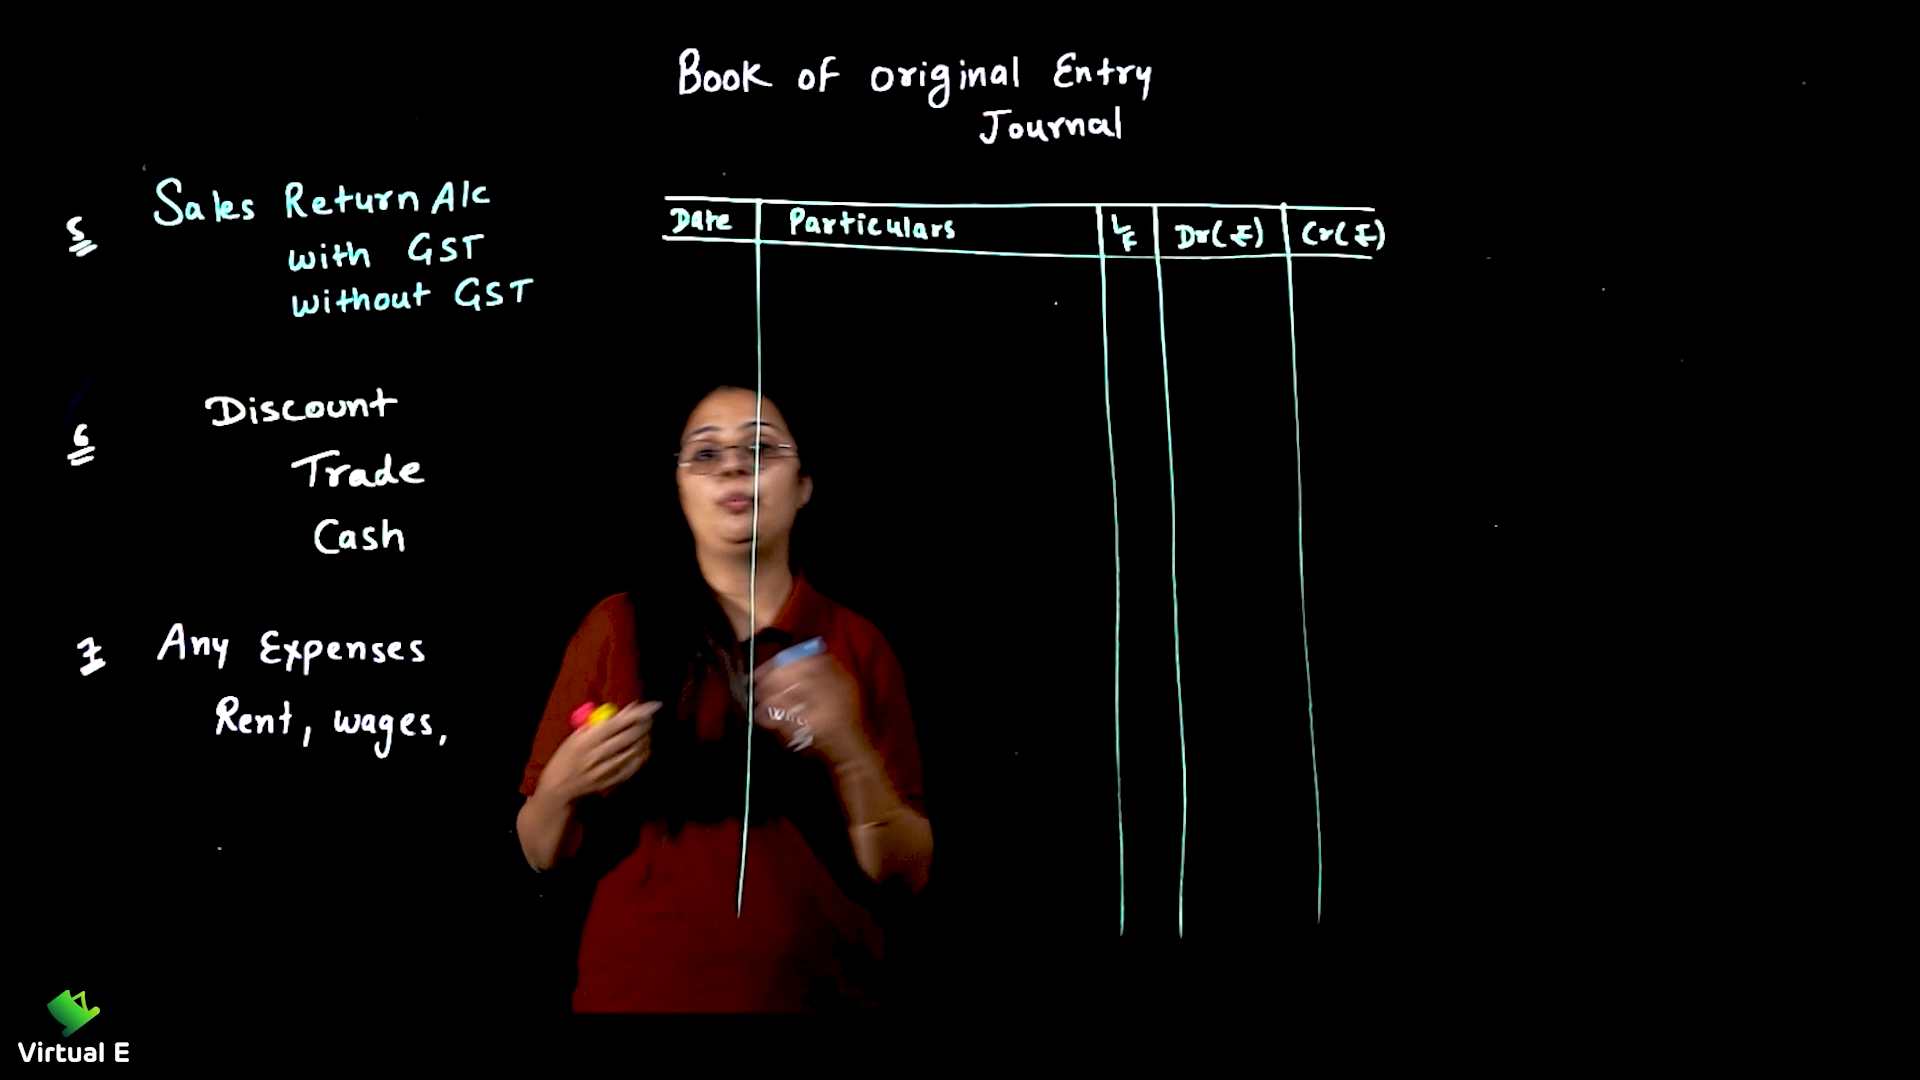 Book of original Entry
Journal
5 Sales Return A/c
with GST
without GST
Date Particulars LF Dr(₹) Cr(₹)
6 Discount
Trade
Cash
7 Any Expenses
Rent, wages,
Virtual E